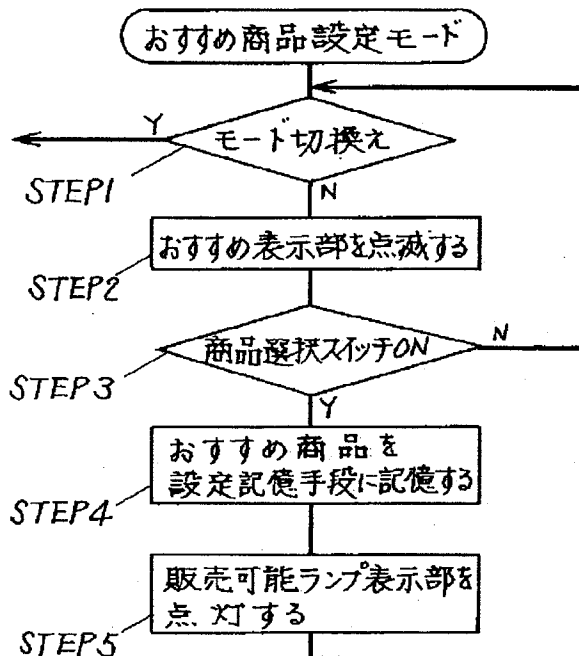 おすすめ商品設定モード
Y
モード切換え
STEP1
N
おすすめ表示部を点滅する
STEP2
商品選択スイッチON
N
STEP3
Y
おすすめ商品を
設定記憶手段に記憶する
STEP4
販売可能ランプ表示部を
点灯する
STEP5